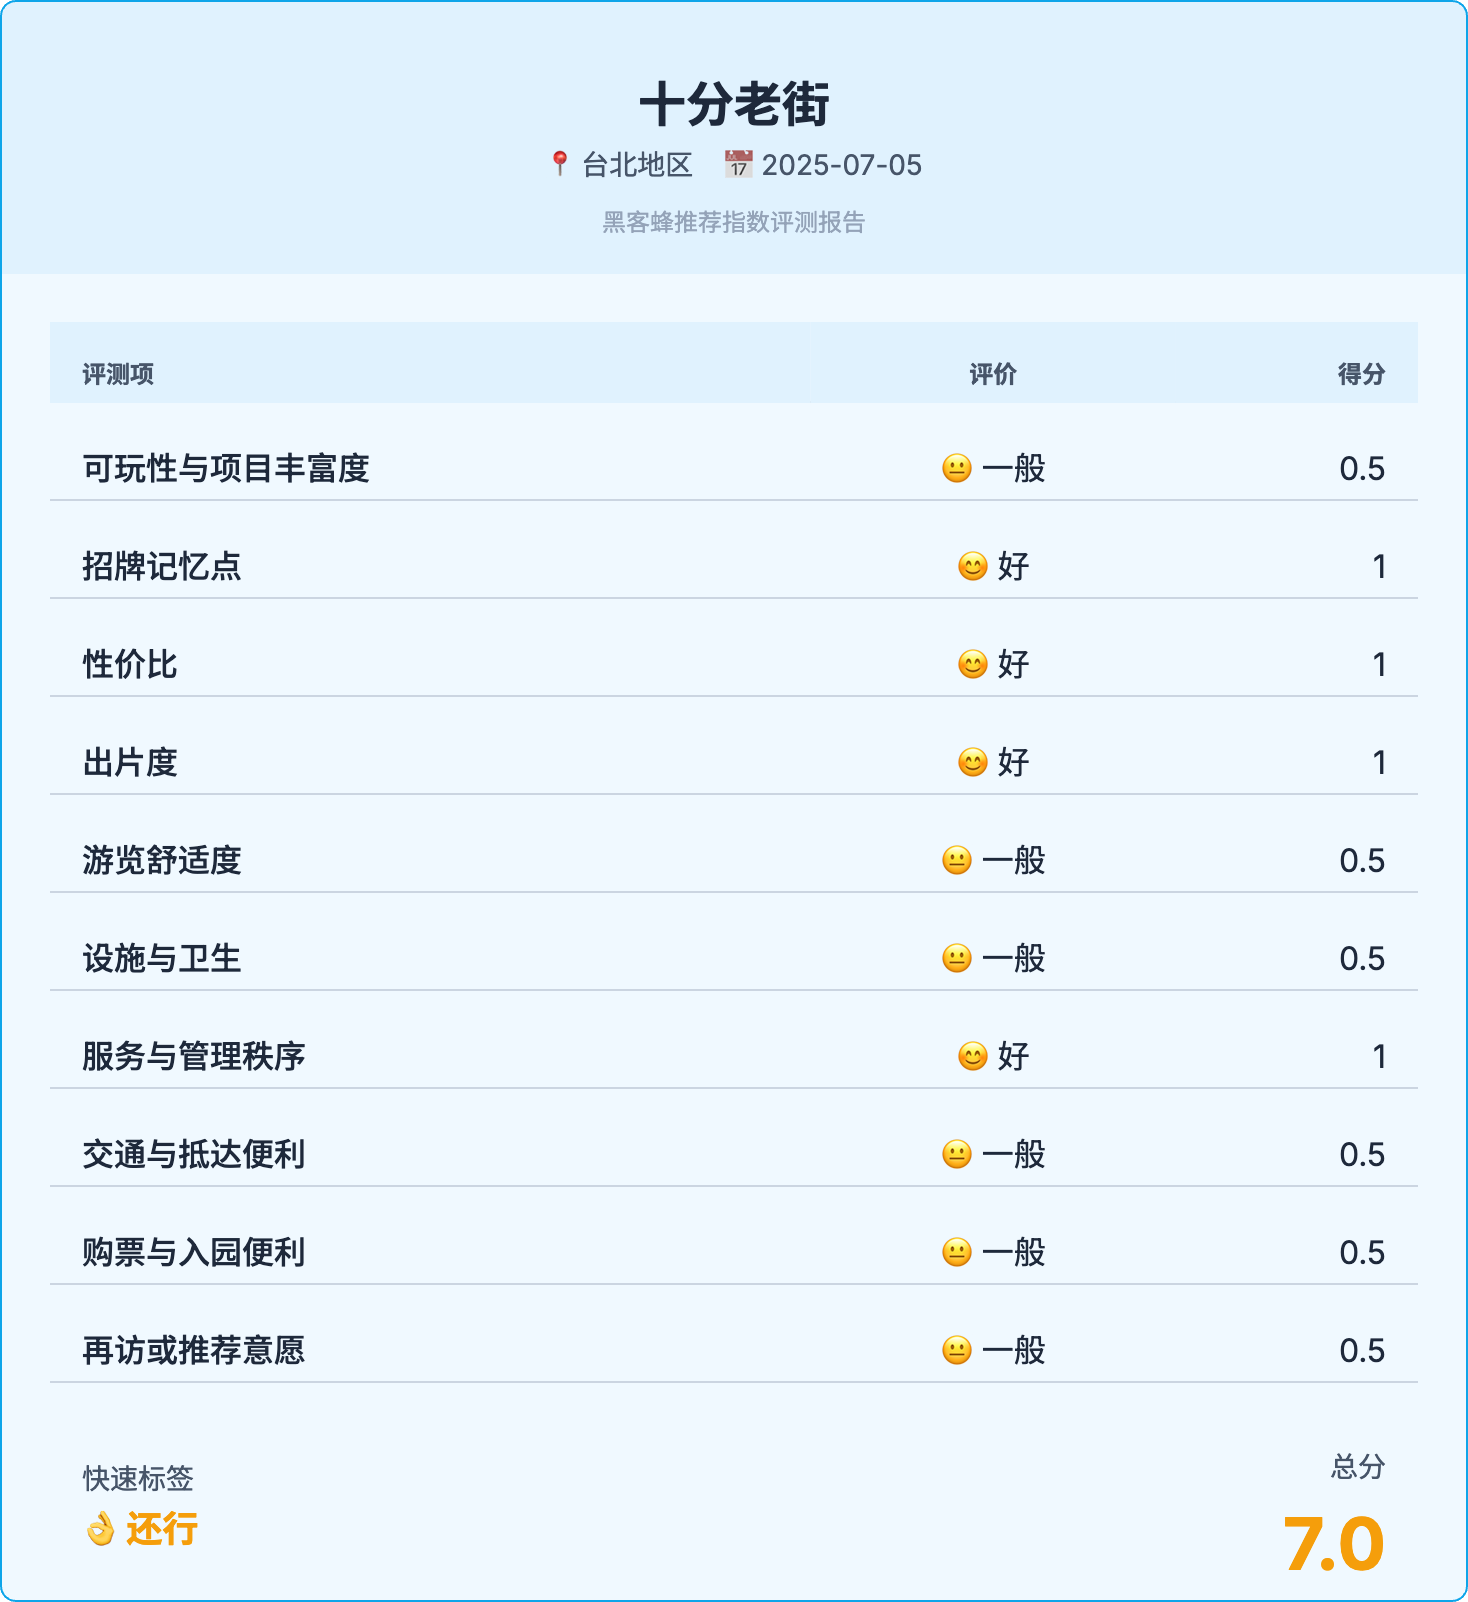 十分老街
📍 台北地区 📅 2025-07-05
黑客蜂推荐指数评测报告
评测项 评价 得分
可玩性与项目丰富度 😐 一般 0.5
招牌记忆点 😊 好 1
性价比 😊 好 1
出片度 😊 好 1
游览舒适度 😐 一般 0.5
设施与卫生 😐 一般 0.5
服务与管理秩序 😊 好 1
交通与抵达便利 😐 一般 0.5
购票与入园便利 😐 一般 0.5
再访或推荐意愿 😐 一般 0.5
快速标签 总分
👌 还行 7.0